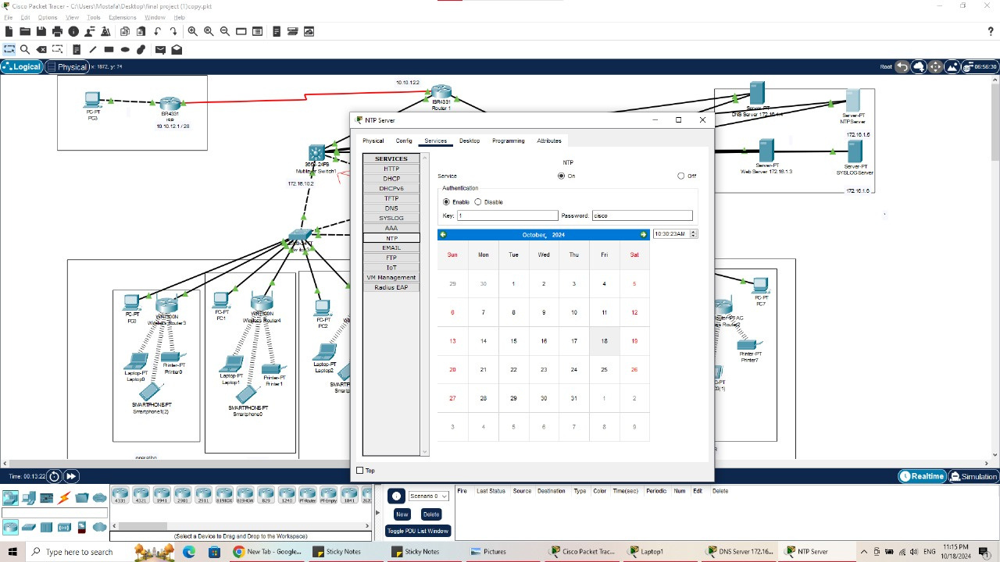 Cisco Packet Tracer - C:\Users\Mostafa\Desktop\final project (1)copy.pkt
File Edit Options View Tools Extensions Window Help
Logical Physical x: 1872, y: 74 Root 06:56:30
PC-PT
PC3
ISR4331
ISP
10.10.12.1 / 28
10.10.12.2
ISR4331
Router 1
Multilayer Switch1
172.16.10.2
Server-PT
DNS Server 172.16.1.4
Server-PT
NTP Server
172.16.1.5
Server-PT
Web Server 172.16.1.3
Server-PT
SYSLOG Server
172.16.1.6
NTP Server
Physical Config Services Desktop Programming Attributes
SERVICES
HTTP
DHCP
DHCPv6
TFTP
DNS
SYSLOG
AAA
NTP
EMAIL
FTP
IoT
VM Management
Radius EAP
NTP
Service On Off
Authentication
Enable Disable
Key: 1 Password: cisco
October, 2024 10:30:23AM
Sun Mon Tue Wed Thu Fri Sat
29 30 1 2 3 4 5
6 7 8 9 10 11 12
13 14 15 16 17 18 19
20 21 22 23 24 25 26
27 28 29 30 31 1 2
3 4 5 6 7 8 9
Top
PC-PT
PC0
Wireless Router3
Laptop-PT
Laptop0
Printer-PT
Printer0
SMARTPHONE-PT
Smartphone1(2)
PC-PT
PC1
Wireless Router4
Laptop-PT
Laptop1
Printer-PT
Printer1
SMARTPHONE-PT
Smartphone0
PC-PT
PC2
Laptop-PT
Laptop2
PC-PT
PC7
Printer-PT
Printer7
Time: 00:13:22 Realtime Simulation
4331 4321 1941 2901 2911 819IOX 819HGW 829 1240 PT-Router PT-Empty 1841
(Select a Device to Drag and Drop to the Workspace)
Scenario 0
New Delete
Toggle PDU List Window
Fire Last Status Source Destination Type Color Time(sec) Periodic Num Edit Delete
Type here to search
New Tab - Google...
Sticky Notes
Sticky Notes
Pictures
Cisco Packet Trac...
Laptop1
DNS Server 172.16...
NTP Server
ENG
11:15 PM
10/18/2024